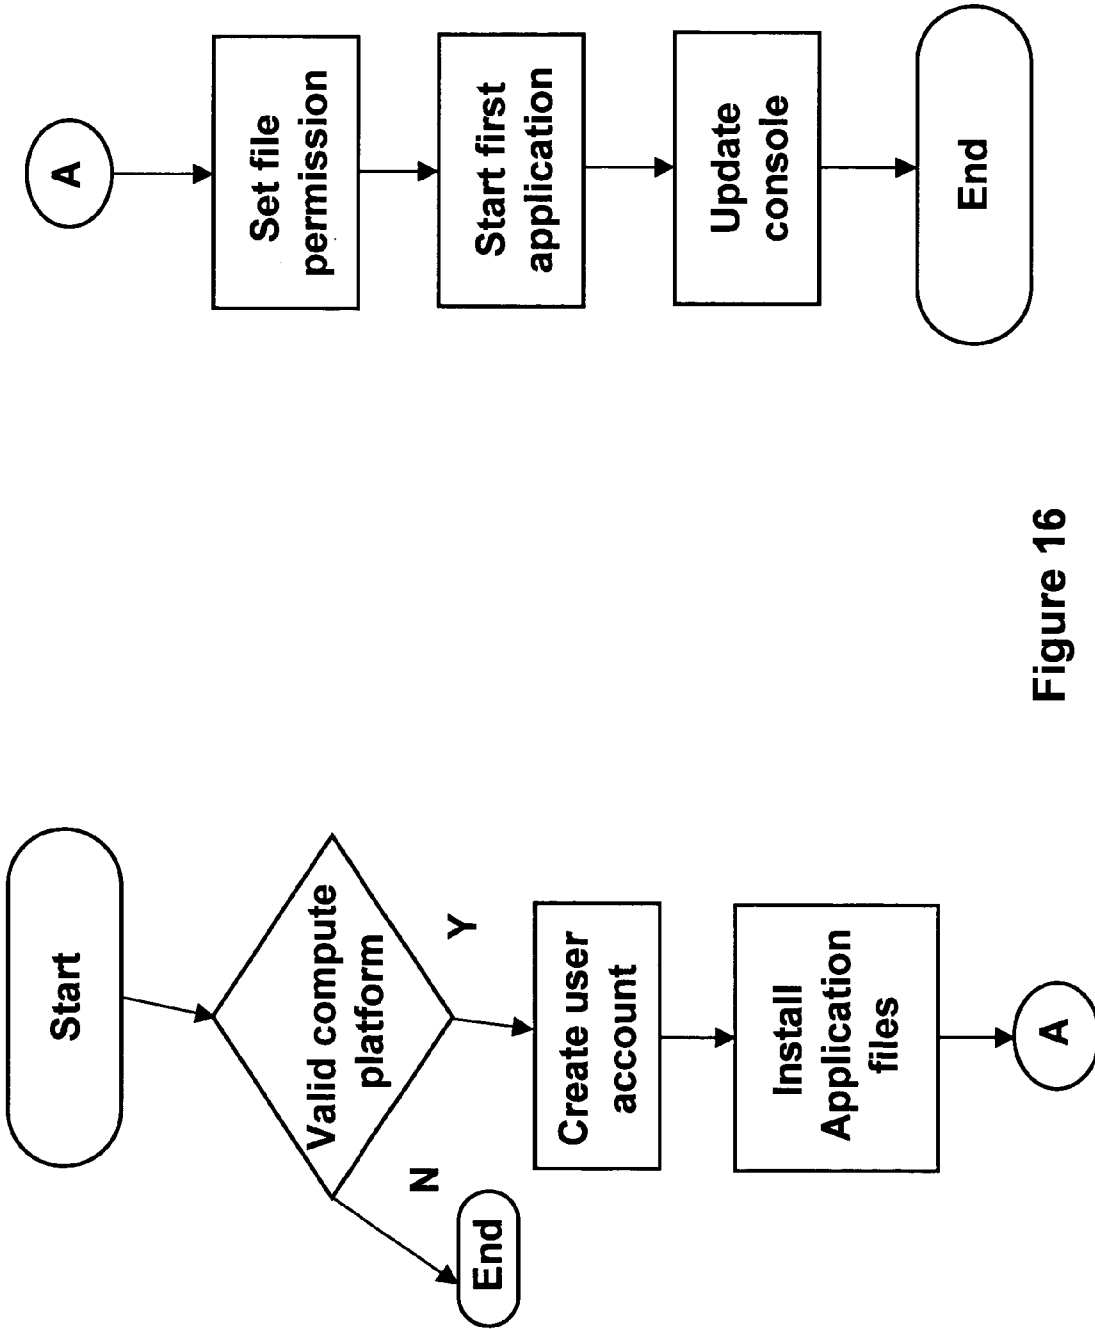 Start
Valid compute
platform
N
Y
End
Create user
account
Install
Application
files
A
A
Set file
permission
Start first
application
Update
console
End
Figure 16